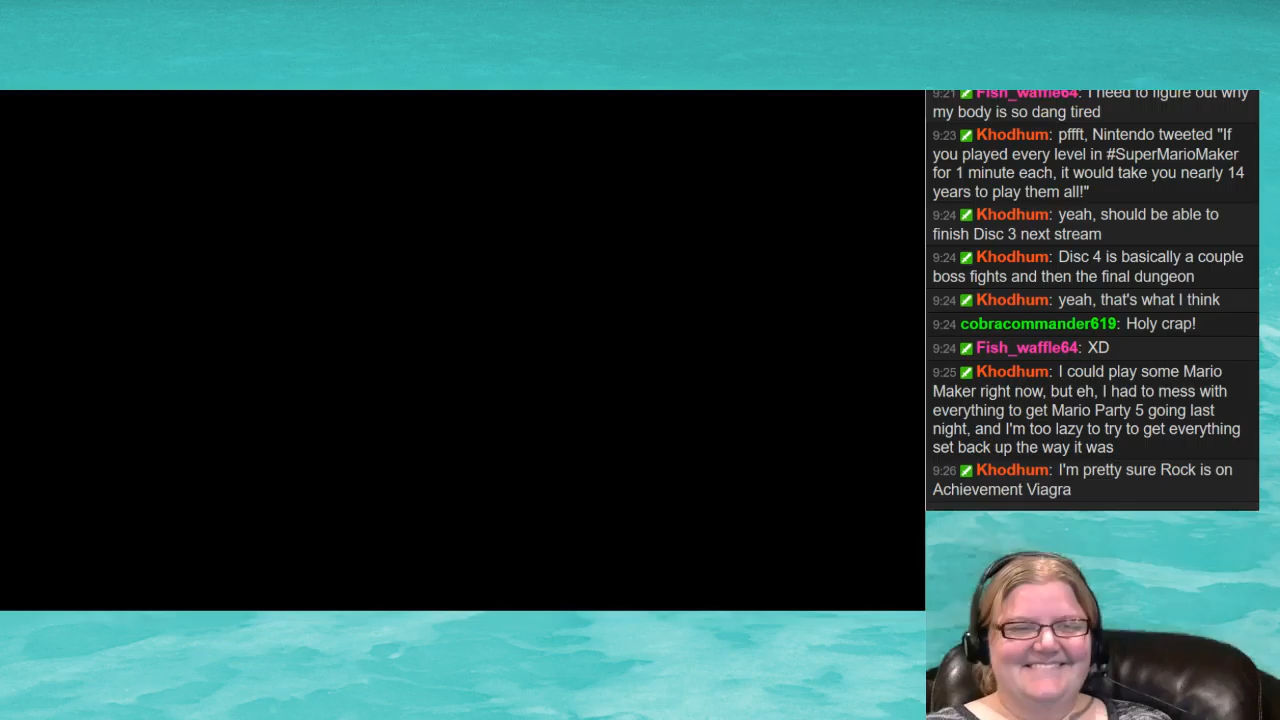 9:21 Fish_waffle64: I need to figure out why
my body is so dang tired
9:23 Khodhum: pffft, Nintendo tweeted "If
you played every level in #SuperMarioMaker
for 1 minute each, it would take you nearly 14
years to play them all!"
9:24 Khodhum: yeah, should be able to
finish Disc 3 next stream
9:24 Khodhum: Disc 4 is basically a couple
boss fights and then the final dungeon
9:24 Khodhum: yeah, that's what I think
9:24 cobracommander619: Holy crap!
9:24 Fish_waffle64: XD
9:25 Khodhum: I could play some Mario
Maker right now, but eh, I had to mess with
everything to get Mario Party 5 going last
night, and I'm too lazy to try to get everything
set back up the way it was
9:26 Khodhum: I'm pretty sure Rock is on
Achievement Viagra